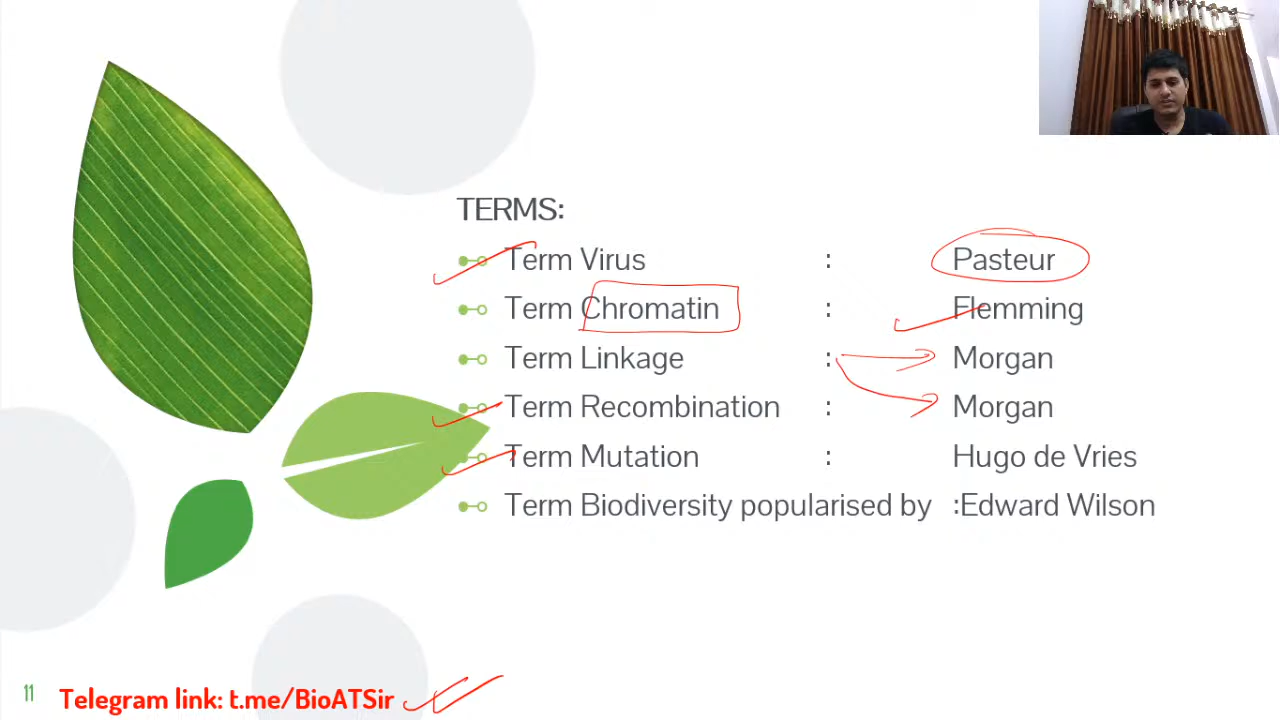 TERMS:
Term Virus : Pasteur
Term Chromatin : Flemming
Term Linkage : Morgan
Term Recombination : Morgan
Term Mutation : Hugo de Vries
Term Biodiversity popularised by :Edward Wilson
11 Telegram link: t.me/BioATSir